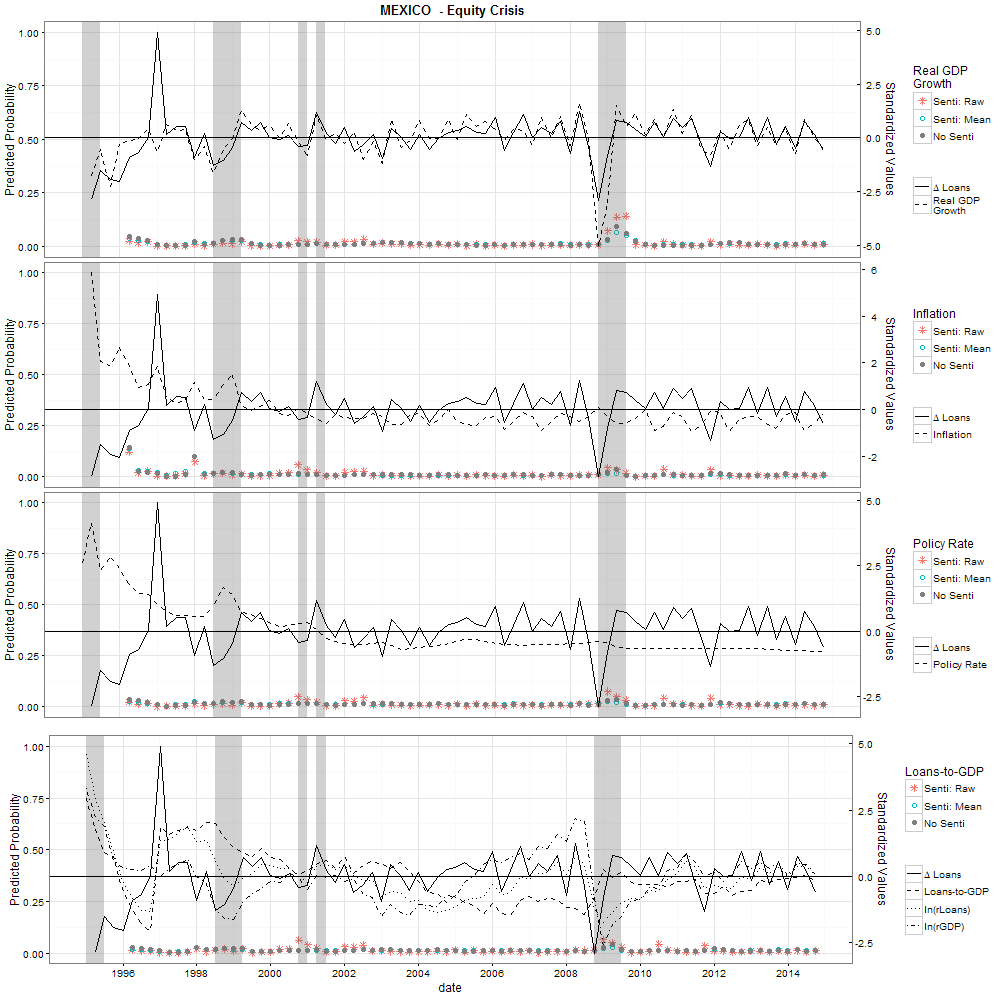 MEXICO - Equity Crisis
Predicted Probability
1.00
0.75
0.50
0.25
0.00
5.0
2.5
0.0
-2.5
-5.0
Standardized Values
Real GDP
Growth
Senti: Raw
Senti: Mean
No Senti
Δ Loans
Real GDP
Growth
Predicted Probability
1.00
0.75
0.50
0.25
0.00
6
4
2
0
-2
Standardized Values
Inflation
Senti: Raw
Senti: Mean
No Senti
Δ Loans
Inflation
Predicted Probability
1.00
0.75
0.50
0.25
0.00
5.0
2.5
0.0
-2.5
Standardized Values
Policy Rate
Senti: Raw
Senti: Mean
No Senti
Δ Loans
Policy Rate
Predicted Probability
1.00
0.75
0.50
0.25
0.00
5.0
2.5
0.0
-2.5
Standardized Values
Loans-to-GDP
Senti: Raw
Senti: Mean
No Senti
Δ Loans
Loans-to-GDP
ln(rLoans)
ln(rGDP)
1996 1998 2000 2002 2004 2006 2008 2010 2012 2014
date